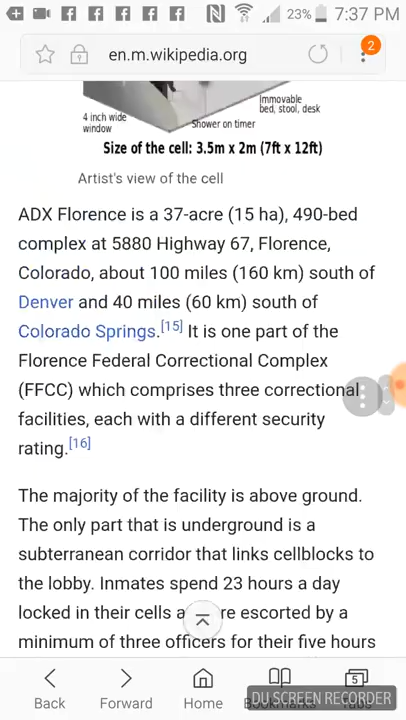 23% 7:37 PM
en.m.wikipedia.org
2
4 inch wide
window
Shower on timer
Immovable
bed, stool, desk
Size of the cell: 3.5m x 2m (7ft x 12ft)
Artist's view of the cell
ADX Florence is a 37-acre (15 ha), 490-bed
complex at 5880 Highway 67, Florence,
Colorado, about 100 miles (160 km) south of
Denver and 40 miles (60 km) south of
Colorado Springs.[15] It is one part of the
Florence Federal Correctional Complex
(FFCC) which comprises three correctional
facilities, each with a different security
rating.[16]
The majority of the facility is above ground.
The only part that is underground is a
subterranean corridor that links cellblocks to
the lobby. Inmates spend 23 hours a day
locked in their cells a re escorted by a
minimum of three officers for their five hours
5
Back Forward Home Bookmarks Tabs
DU SCREEN RECORDER